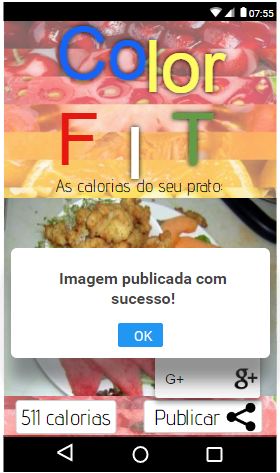 07:55
Color
FIT
As calorias do seu prato:
Imagem publicada com
sucesso!
OK
G+ g+
511 calorias Publicar